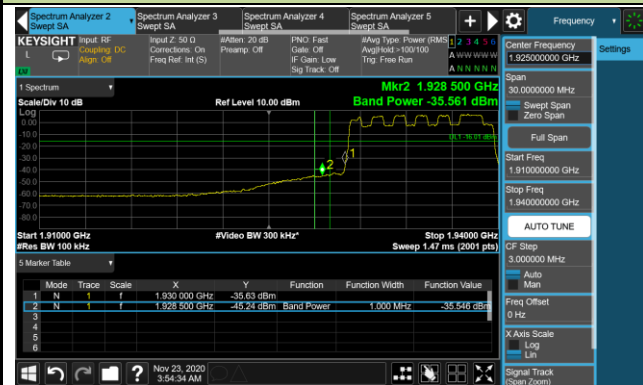 Spectrum Analyzer 2
Swept SA
Spectrum Analyzer 3
Swept SA
Spectrum Analyzer 4
Swept SA
Spectrum Analyzer 5
Swept SA
Frequency
KEYSIGHT
L
Input: RF
Coupling: DC
Align: Off
Input Z: 50 Ω
Corrections: On
Freq Ref: Int (S)
#Atten: 20 dB
Preamp: Off
PNO: Fast
Gate: Off
IF Gain: Low
Sig Track: Off
#Avg Type: Power (RMS
Avg|Hold:>100/100
Trig: Free Run
1 2 3 4 5 6
A W W W W W
A N N N N N
1 Spectrum
Scale/Div 10 dB
Ref Level 10.00 dBm
Mkr2 1.928 500 GHz
Band Power -35.561 dBm
Log
0.00
-10.0
-20.0
-30.0
-40.0
-50.0
-60.0
-70.0
-80.0
DL1 -16.01 dBm
1
2
Start 1.91000 GHz
#Res BW 100 kHz
#Video BW 300 kHz*
Stop 1.94000 GHz
Sweep 1.47 ms (2001 pts)
5 Marker Table
Mode Trace Scale X Y Function Function Width Function Value
1 N 1 f 1.930 000 GHz -35.63 dBm
2 N 1 f 1.928 500 GHz -45.24 dBm Band Power 1.000 MHz -35.546 dBm
3
4
5
6
Nov 23, 2020
3:54:34 AM
Center Frequency
1.925000000 GHz
Settings
Span
30.0000000 MHz
Swept Span
Zero Span
Full Span
Start Freq
1.910000000 GHz
Stop Freq
1.940000000 GHz
AUTO TUNE
CF Step
3.000000 MHz
Auto
Man
Freq Offset
0 Hz
X Axis Scale
Log
Lin
Signal Track
(Span Zoom)